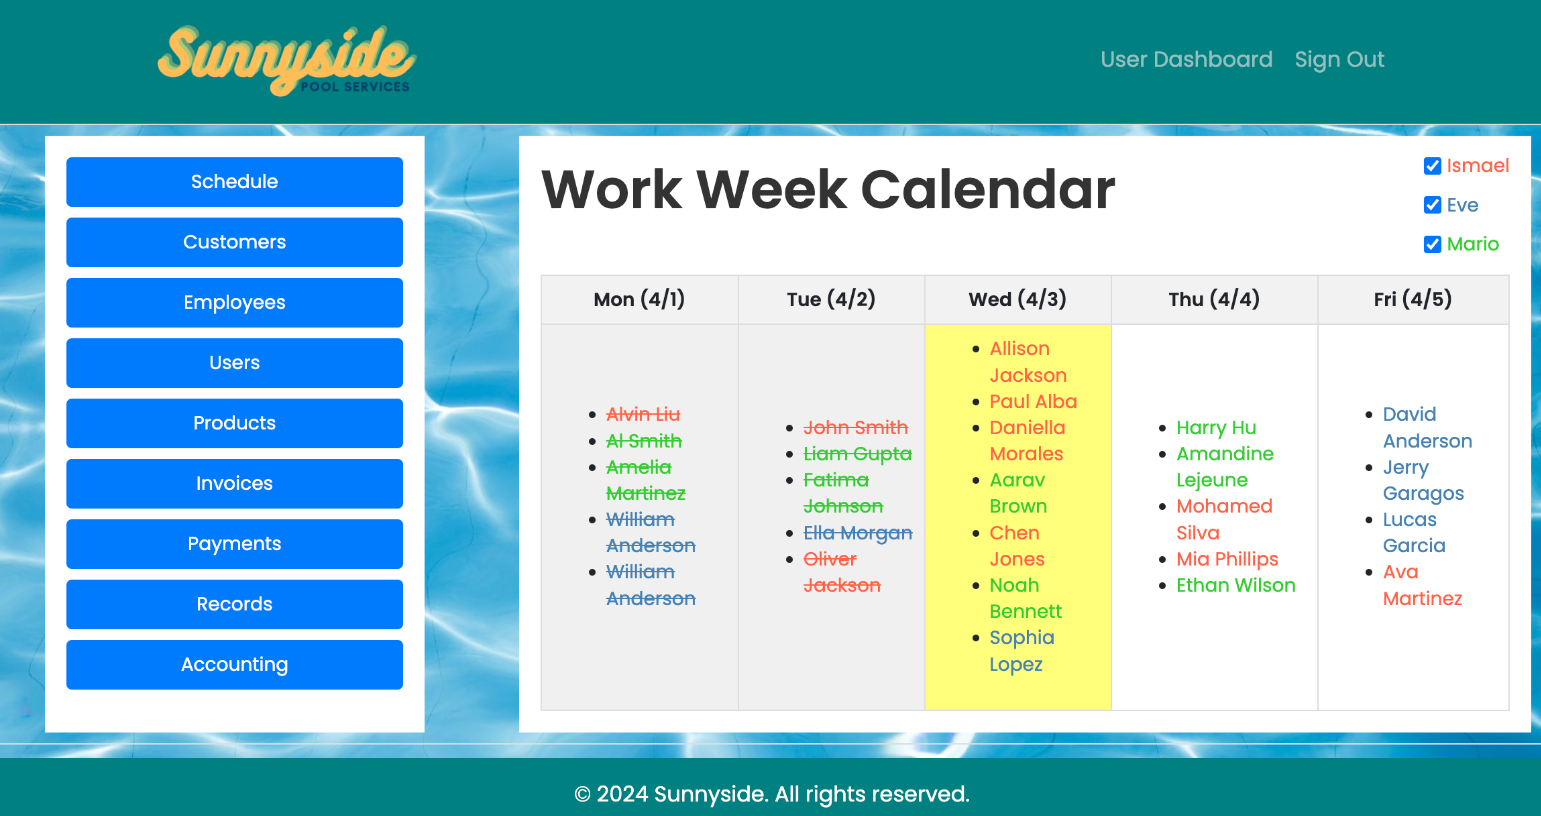 Sunnyside
POOL SERVICES
User Dashboard Sign Out
Schedule
Customers
Employees
Users
Products
Invoices
Payments
Records
Accounting
Work Week Calendar
Ismael
Eve
Mario
Mon (4/1) Tue (4/2) Wed (4/3) Thu (4/4) Fri (4/5)
Alvin Liu
Al Smith
Amelia
Martinez
William
Anderson
William
Anderson
John Smith
Liam Gupta
Fatima
Johnson
Ella Morgan
Oliver
Jackson
Allison
Jackson
Paul Alba
Daniella
Morales
Aarav
Brown
Chen
Jones
Noah
Bennett
Sophia
Lopez
Harry Hu
Amandine
Lejeune
Mohamed
Silva
Mia Phillips
Ethan Wilson
David
Anderson
Jerry
Garagos
Lucas
Garcia
Ava
Martinez
© 2024 Sunnyside. All rights reserved.